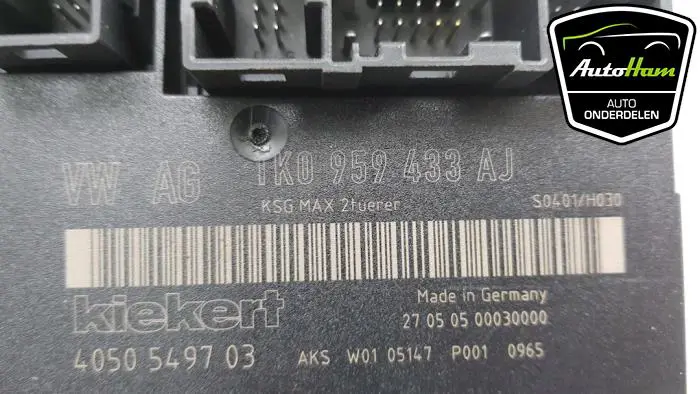 AutoHam
AUTO
ONDERDELEN
VW AG 1K0 959 433 AJ
KSG MAX 2tuerer S0401/H030
kiekert
Made in Germany
27 05 05 00030000
4050 5497 03 AKS W01 05147 P001 0965